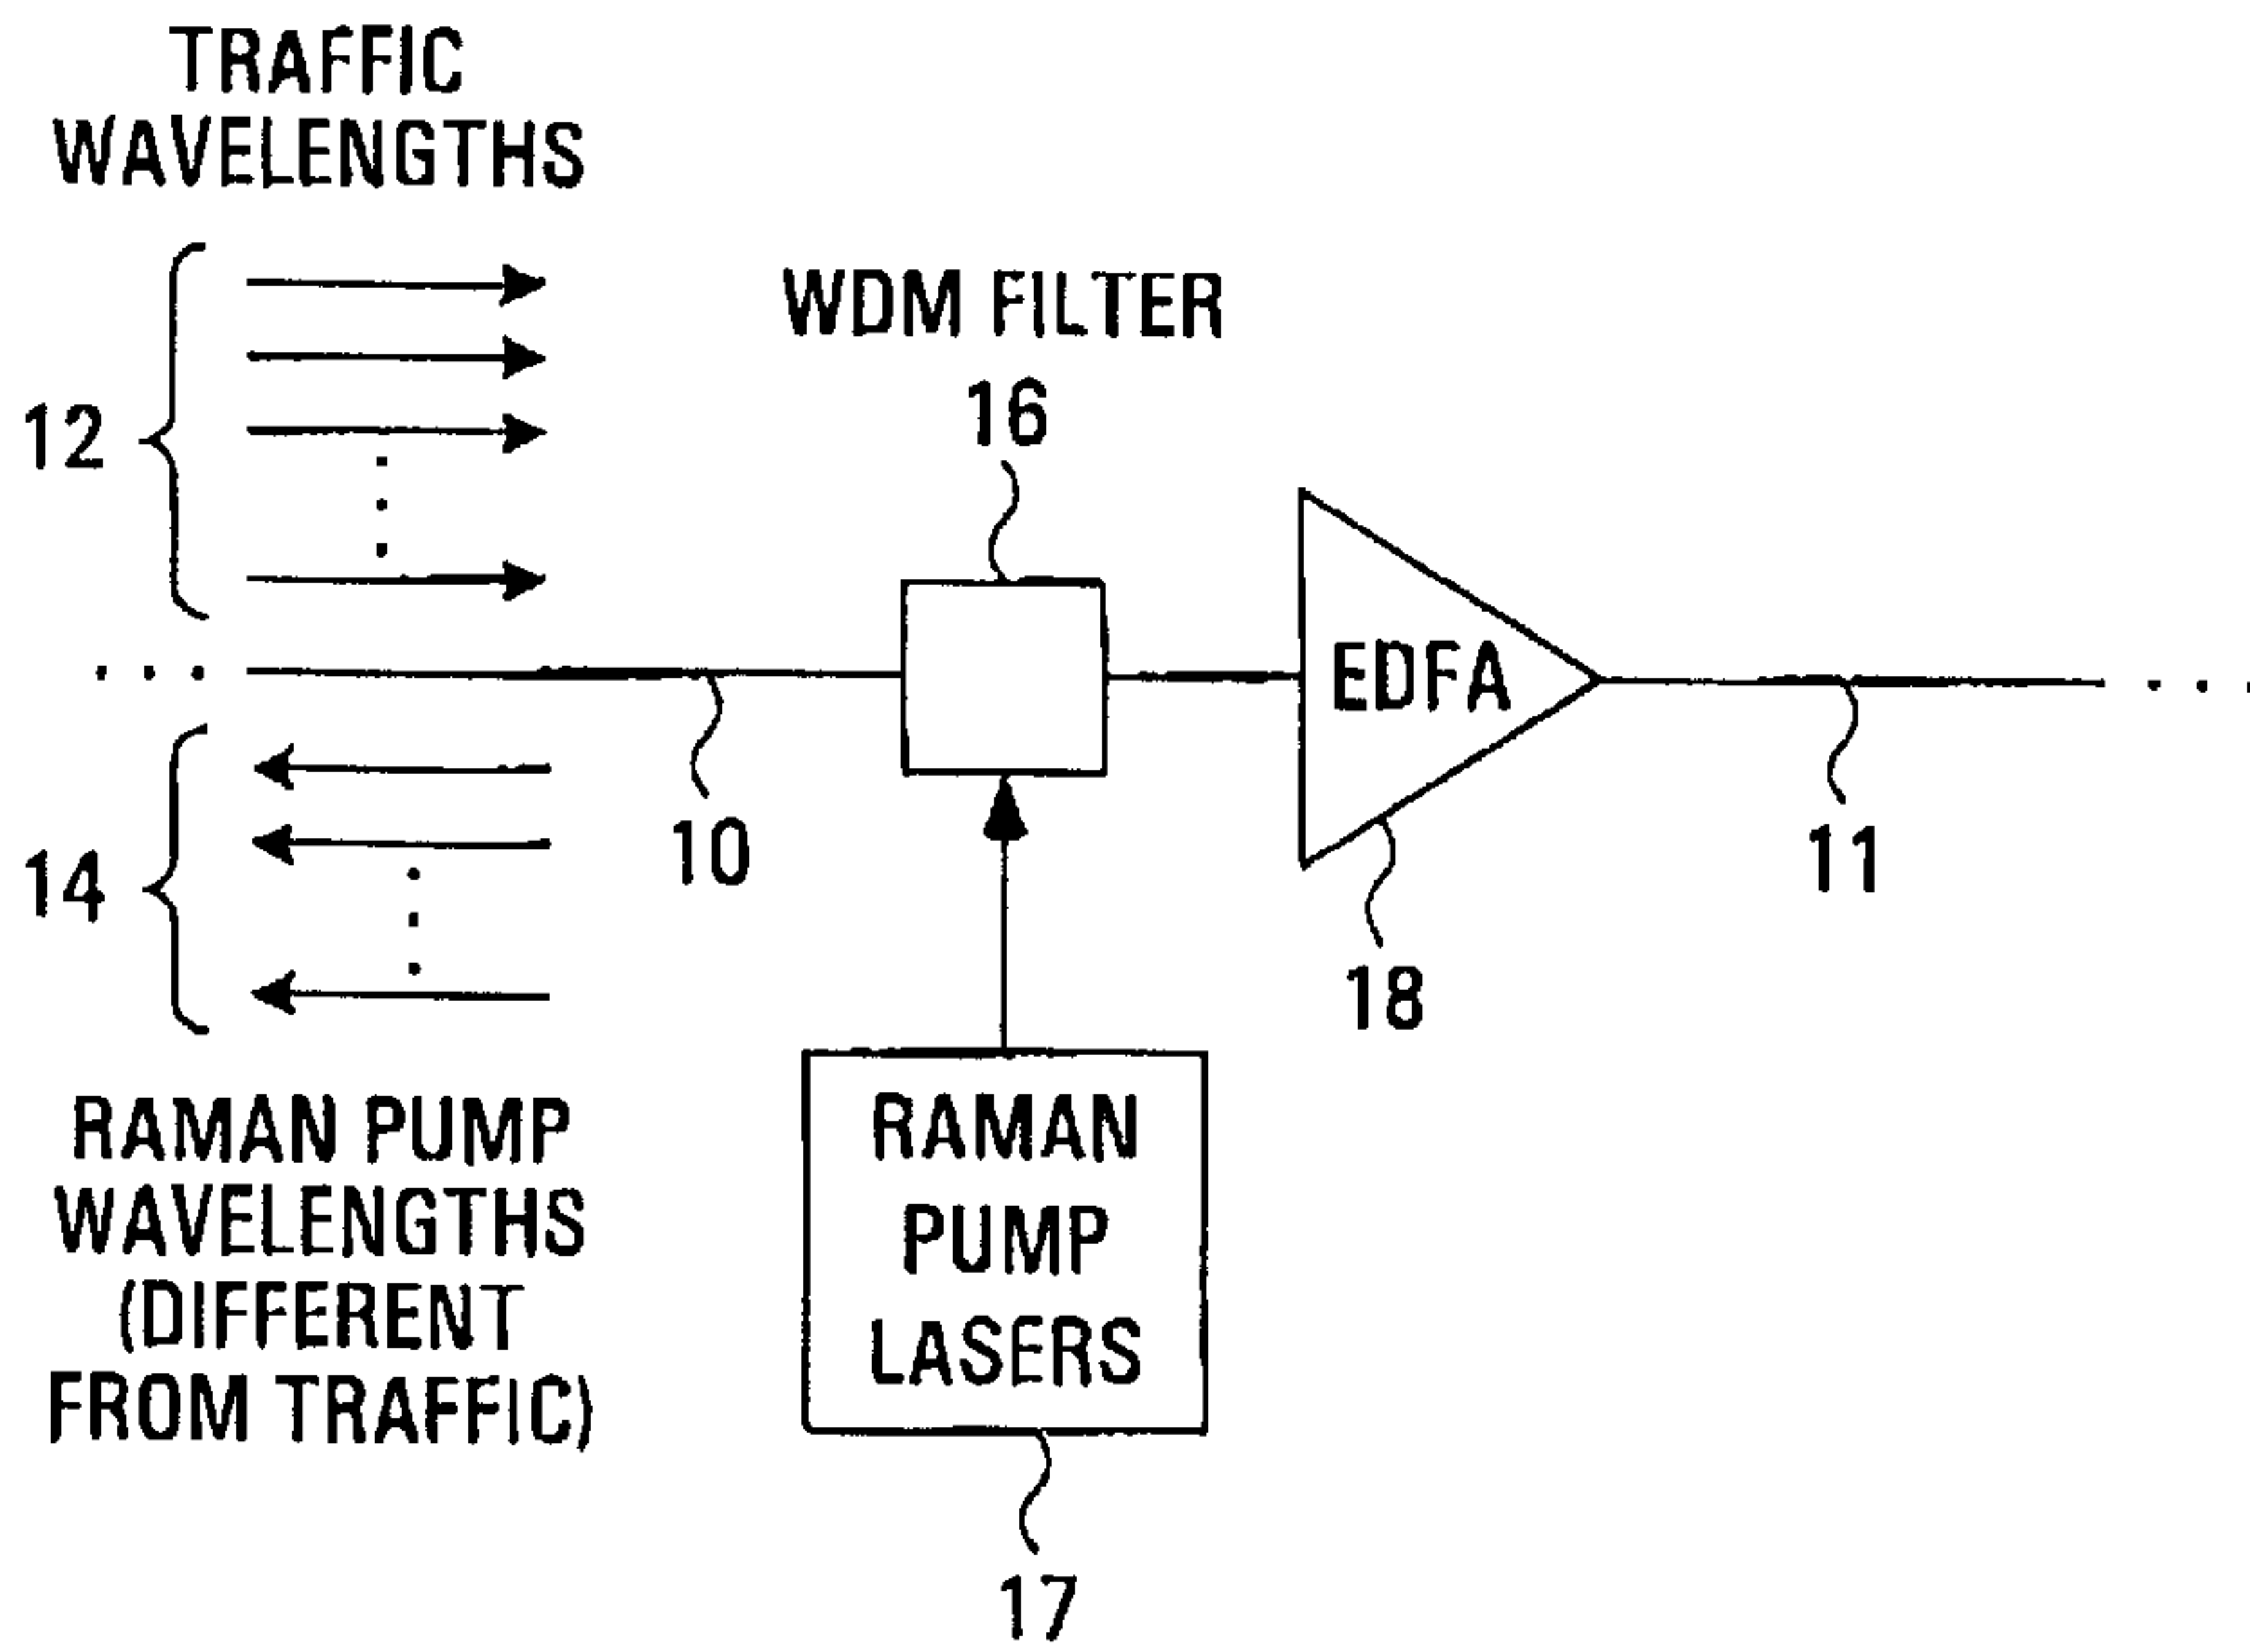 TRAFFIC
WAVELENGTHS
WDM FILTER
16
12
EDFA
10
11
14
18
RAMAN PUMP
WAVELENGTHS
(DIFFERENT
FROM TRAFFIC)
RAMAN
PUMP
LASERS
17